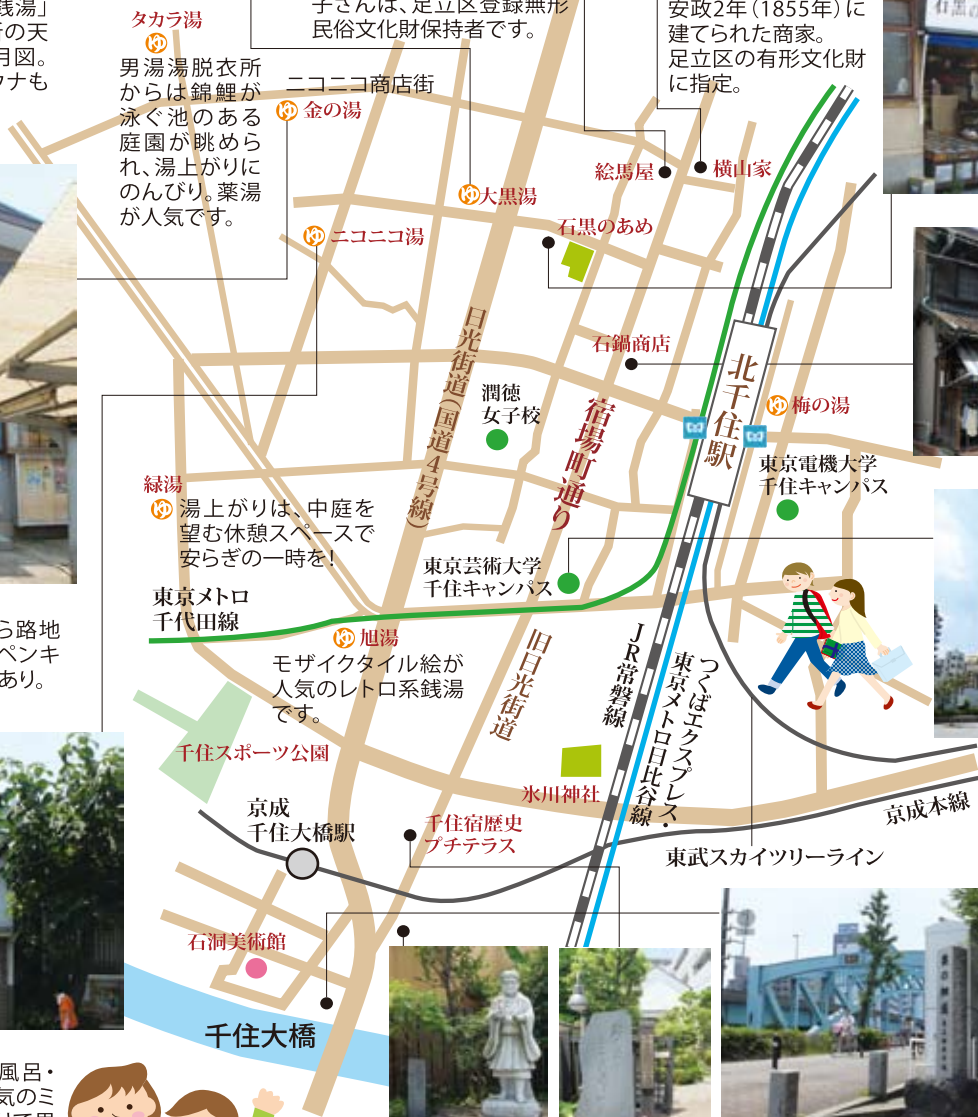 銭湯」
の天
月図。
ウナも
タカラ湯
ゆ
男湯湯脱衣所
からは錦鯉が
泳ぐ池のある
庭園が眺めら
れ、湯上がりに
のんびり。薬湯
が人気です。
子さんは、足立区登録無形
民俗文化財保持者です。
安政2年(1855年)に
建てられた商家。
足立区の有形文化財
に指定。
ニコニコ商店街
ゆ 金の湯
絵馬屋
横山家
ゆ 大黒湯
石黒のあめ
ゆ ニコニコ湯
日光街道(国道4号線)
石鍋商店
北千住駅
潤徳
女子校
宿場町通り
ゆ 梅の湯
東京電機大学
千住キャンパス
緑湯
ゆ 湯上がりは、中庭を
望む休憩スペースで
安らぎの一時を!
東京芸術大学
千住キャンパス
東京メトロ
千代田線
ゆ 旭湯
モザイクタイル絵が
人気のレトロ系銭湯
です。
ら路地
ペンキ
あり。
旧日光街道
JR常磐線
つくばエクスプレス・
東京メトロ日比谷線
千住スポーツ公園
氷川神社
京成
千住大橋駅
千住宿歴史
プチテラス
京成本線
東武スカイツリーライン
石洞美術館
千住大橋
風呂・
気のミ